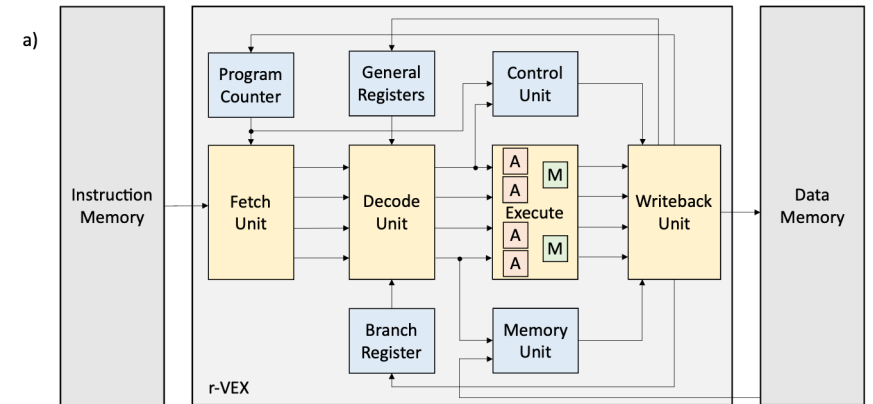 a)
Program
Counter
General
Registers
Control
Unit
Instruction
Memory
Fetch
Unit
Decode
Unit
A
A
M
Execute
A
A
M
Writeback
Unit
Data
Memory
Branch
Register
Memory
Unit
r-VEX